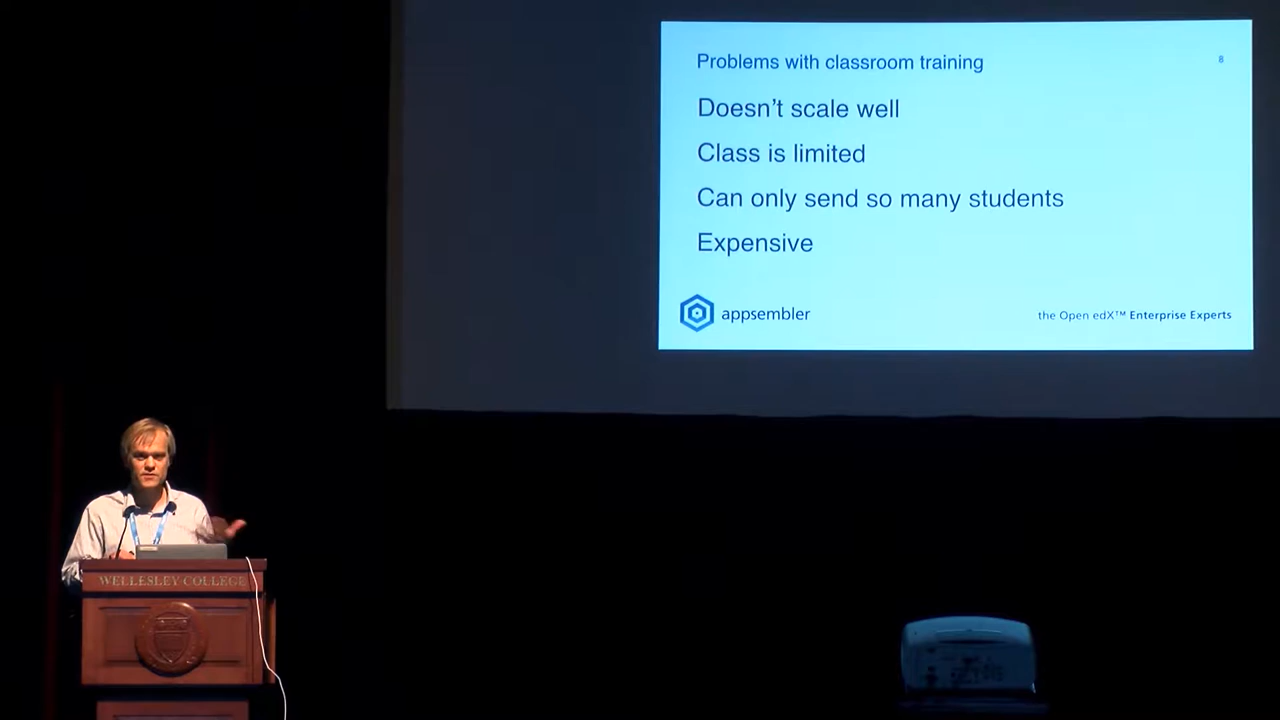 Problems with classroom training
8
Doesn't scale well
Class is limited
Can only send so many students
Expensive
appsembler
the Open edX™ Enterprise Experts
WELLESLEY COLLEGE